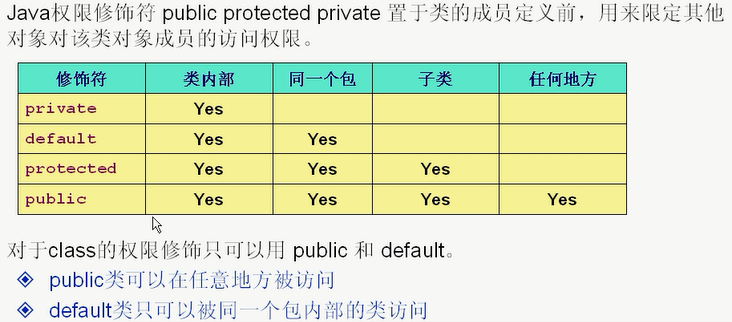 Java权限修饰符 public protected private 置于类的成员定义前，用来限定其他
对象对该类对象成员的访问权限。
修饰符 类内部 同一个包 子类 任何地方
private Yes
default Yes Yes
protected Yes Yes Yes
public Yes Yes Yes Yes
对于class的权限修饰只可以用 public 和 default。
public类可以在任意地方被访问
default类只可以被同一个包内部的类访问